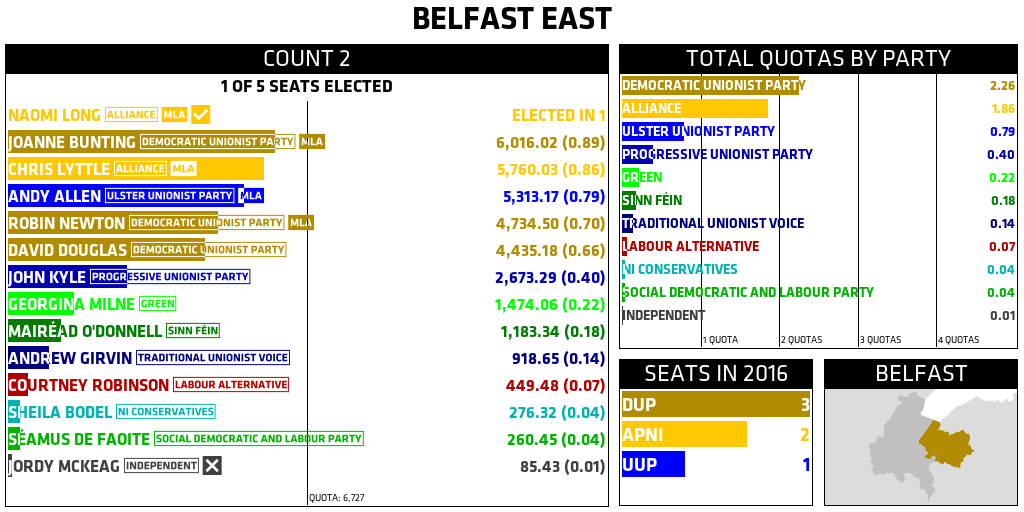 BELFAST EAST
COUNT 2
1 OF 5 SEATS ELECTED
NAOMI LONG ALLIANCE MLA ELECTED IN 1
JOANNE BUNTING DEMOCRATIC UNIONIST PARTY MLA 6,016.02 (0.89)
CHRIS LYTTLE ALLIANCE MLA 5,760.03 (0.86)
ANDY ALLEN ULSTER UNIONIST PARTY MLA 5,313.17 (0.79)
ROBIN NEWTON DEMOCRATIC UNIONIST PARTY MLA 4,734.50 (0.70)
DAVID DOUGLAS DEMOCRATIC UNIONIST PARTY 4,435.18 (0.66)
JOHN KYLE PROGRESSIVE UNIONIST PARTY 2,673.29 (0.40)
GEORGINA MILNE GREEN 1,474.06 (0.22)
MAIRÉAD O'DONNELL SINN FÉIN 1,183.34 (0.18)
ANDREW GIRVIN TRADITIONAL UNIONIST VOICE 918.65 (0.14)
COURTNEY ROBINSON LABOUR ALTERNATIVE 449.48 (0.07)
SHEILA BODEL NI CONSERVATIVES 276.32 (0.04)
SÉAMUS DE FAOITE SOCIAL DEMOCRATIC AND LABOUR PARTY 260.45 (0.04)
JORDY MCKEAG INDEPENDENT 85.43 (0.01)
QUOTA: 6,727
TOTAL QUOTAS BY PARTY
DEMOCRATIC UNIONIST PARTY 2.26
ALLIANCE 1.86
ULSTER UNIONIST PARTY 0.79
PROGRESSIVE UNIONIST PARTY 0.40
GREEN 0.22
SINN FÉIN 0.18
TRADITIONAL UNIONIST VOICE 0.14
LABOUR ALTERNATIVE 0.07
NI CONSERVATIVES 0.04
SOCIAL DEMOCRATIC AND LABOUR PARTY 0.04
INDEPENDENT 0.01
1 QUOTA 2 QUOTAS 3 QUOTAS 4 QUOTAS
SEATS IN 2016
DUP 3
APNI 2
UUP 1
BELFAST